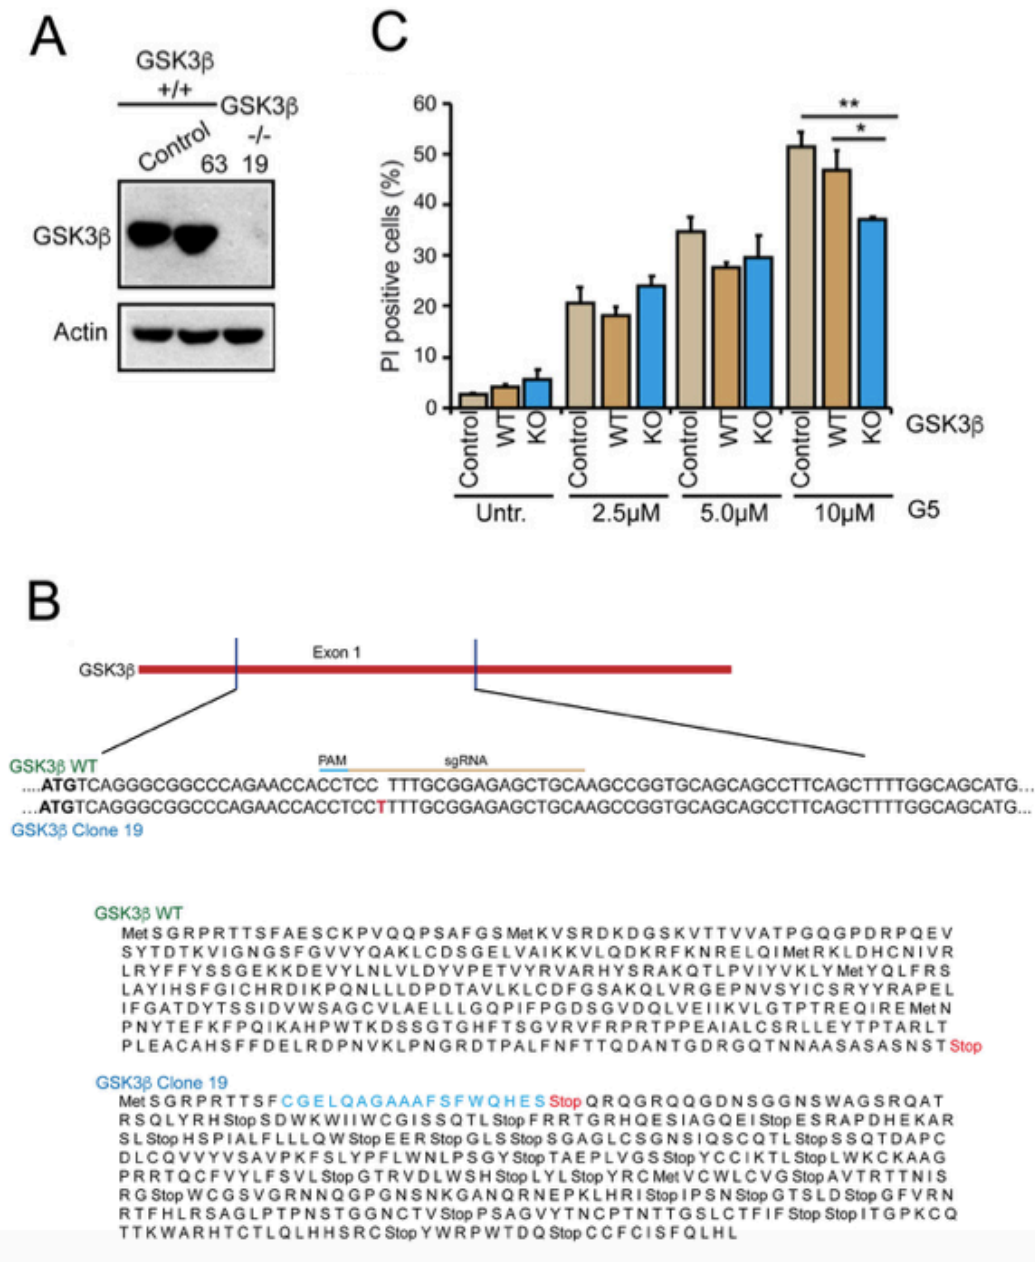 A
GSK3β
+/+
GSK3β
-/-
Control
63
19
GSK3β
Actin
C
PI positive cells (%)
60
50
40
30
20
10
0
**
*
Control
WT
KO
Control
WT
KO
Control
WT
KO
Control
WT
KO
GSK3β
Untr.
2.5µM
5.0µM
10µM
G5
B
GSK3β
Exon 1
GSK3β WT
PAM
sgRNA
....ATGTCAGGGCGGCCCAGAACCACCTCC TTTGCGGAGAGCTGCAAGCCGGTGCAGCAGCCTTCAGCTTTTGGCAGCATG...
....ATGTCAGGGCGGCCCAGAACCACCTCCTTTTGCGGAGAGCTGCAAGCCGGTGCAGCAGCCTTCAGCTTTTGGCAGCATG...
GSK3β Clone 19
GSK3β WT
Met S G R P R T T S F A E S C K P V Q Q P S A F G S Met K V S R D K D G S K V T T V V A T P G Q G P D R P Q E V
S Y T D T K V I G N G S F G V V Y Q A K L C D S G E L V A I K K V L Q D K R F K N R E L Q I Met R K L D H C N I V R
L R Y F F Y S S G E K K D E V Y L N L V L D Y V P E T V Y R V A R H Y S R A K Q T L P V I Y V K L Y Met Y Q L F R S
L A Y I H S F G I C H R D I K P Q N L L L D P D T A V L K L C D F G S A K Q L V R G E P N V S Y I C S R Y Y R A P E L
I F G A T D Y T S S I D V W S A G C V L A E L L L G Q P I F P G D S G V D Q L V E I I K V L G T P T R E Q I R E Met N
P N Y T E F K F P Q I K A H P W T K D S S G T G H F T S G V R V F R P R T P P E A I A L C S R L L E Y T P T A R L T
P L E A C A H S F F D E L R D P N V K L P N G R D T P A L F N F T T Q D A N T G D R G Q T N N A A S A S A S N S T Stop
GSK3β Clone 19
Met S G R P R T T S F C G E L Q A G A A A F S F W Q H E S Stop Q R Q G R Q Q G D N S G G N S W A G S R Q A T
R S Q L Y R H Stop S D W K W I I W C G I S S Q T L Stop F R R T G R H Q E S I A G Q E I Stop E S R A P D H E K A R
S L Stop H S P I A L F L L L Q W Stop E E R Stop G L S Stop S G A G L C S G N S I Q S C Q T L Stop S S Q T D A P C
D L C Q V V Y V S A V P K F S L Y P F L W N L P S G Y Stop T A E P L V G S Stop Y C C I K T L Stop L W K C K A A G
P R R T Q C F V Y L F S V L Stop G T R V D L W S H Stop L Y L Stop Y R C Met V C W L C V G Stop A V T R T T N I S
R G Stop W C G S V G R N N Q G P G N S N K G A N Q R N E P K L H R I Stop I P S N Stop G T S L D Stop G F V R N
R T F H L R S A G L P T P N S T G G N C T V Stop P S A G V Y T N C P T N T T G S L C T F I F Stop Stop I T G P K C Q
T T K W A R H T C T L Q L H H S R C Stop Y W R P W T D Q Stop C C F C I S F Q L H L